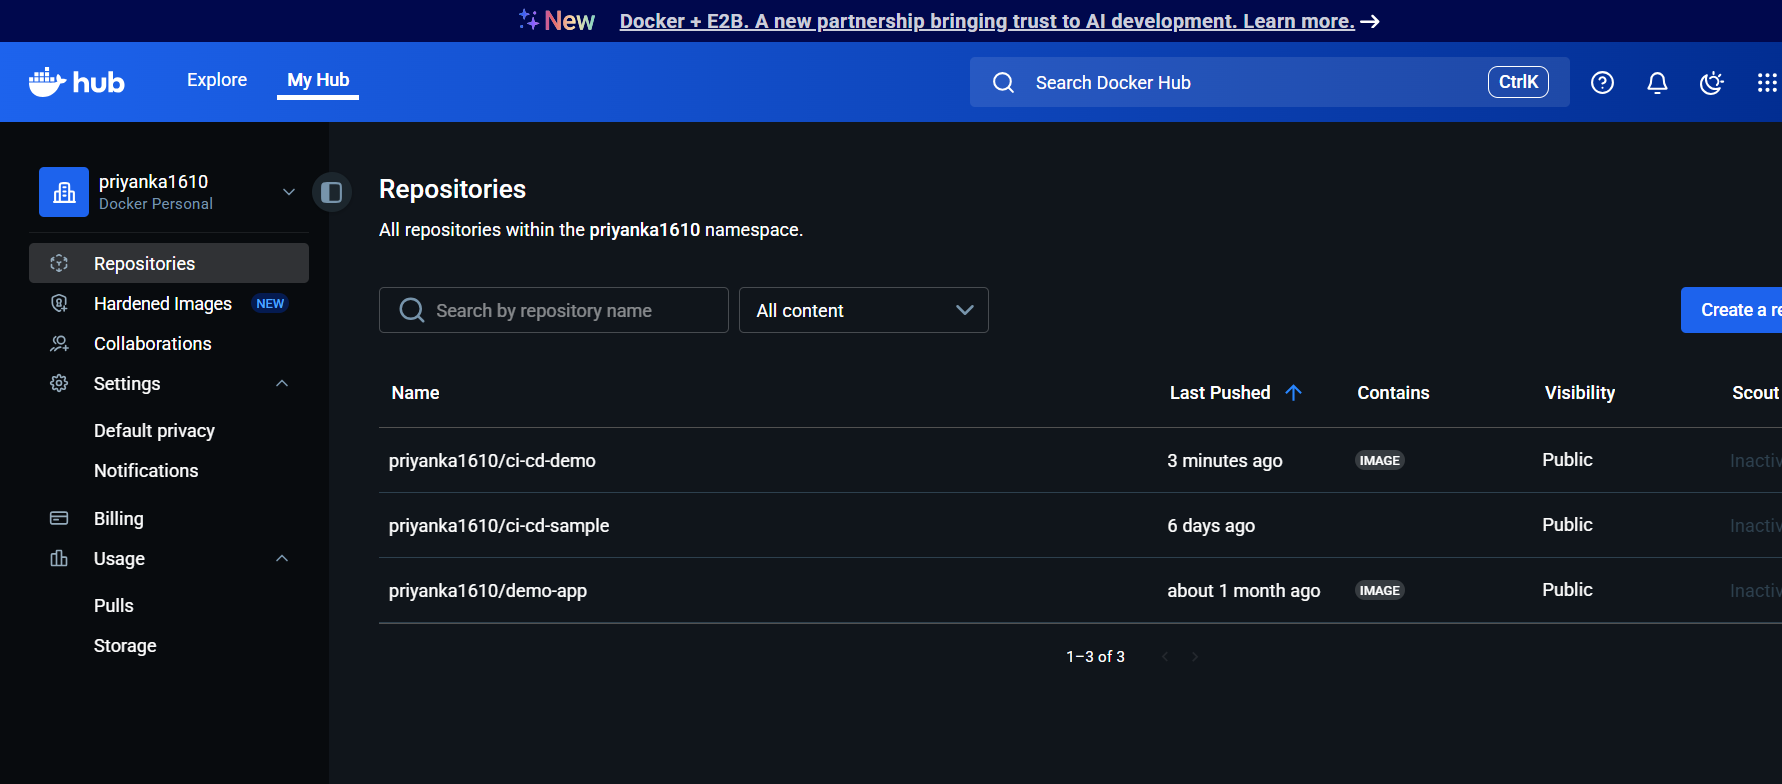 New Docker + E2B. A new partnership bringing trust to AI development. Learn more. →
hub Explore My Hub Search Docker Hub CtrlK
priyanka1610
Docker Personal
Repositories
Hardened Images NEW
Collaborations
Settings
Default privacy
Notifications
Billing
Usage
Pulls
Storage
Repositories
All repositories within the priyanka1610 namespace.
Search by repository name All content Create a re
Name Last Pushed Contains Visibility Scout
priyanka1610/ci-cd-demo 3 minutes ago IMAGE Public Inactiv
priyanka1610/ci-cd-sample 6 days ago Public Inactiv
priyanka1610/demo-app about 1 month ago IMAGE Public Inactiv
1–3 of 3